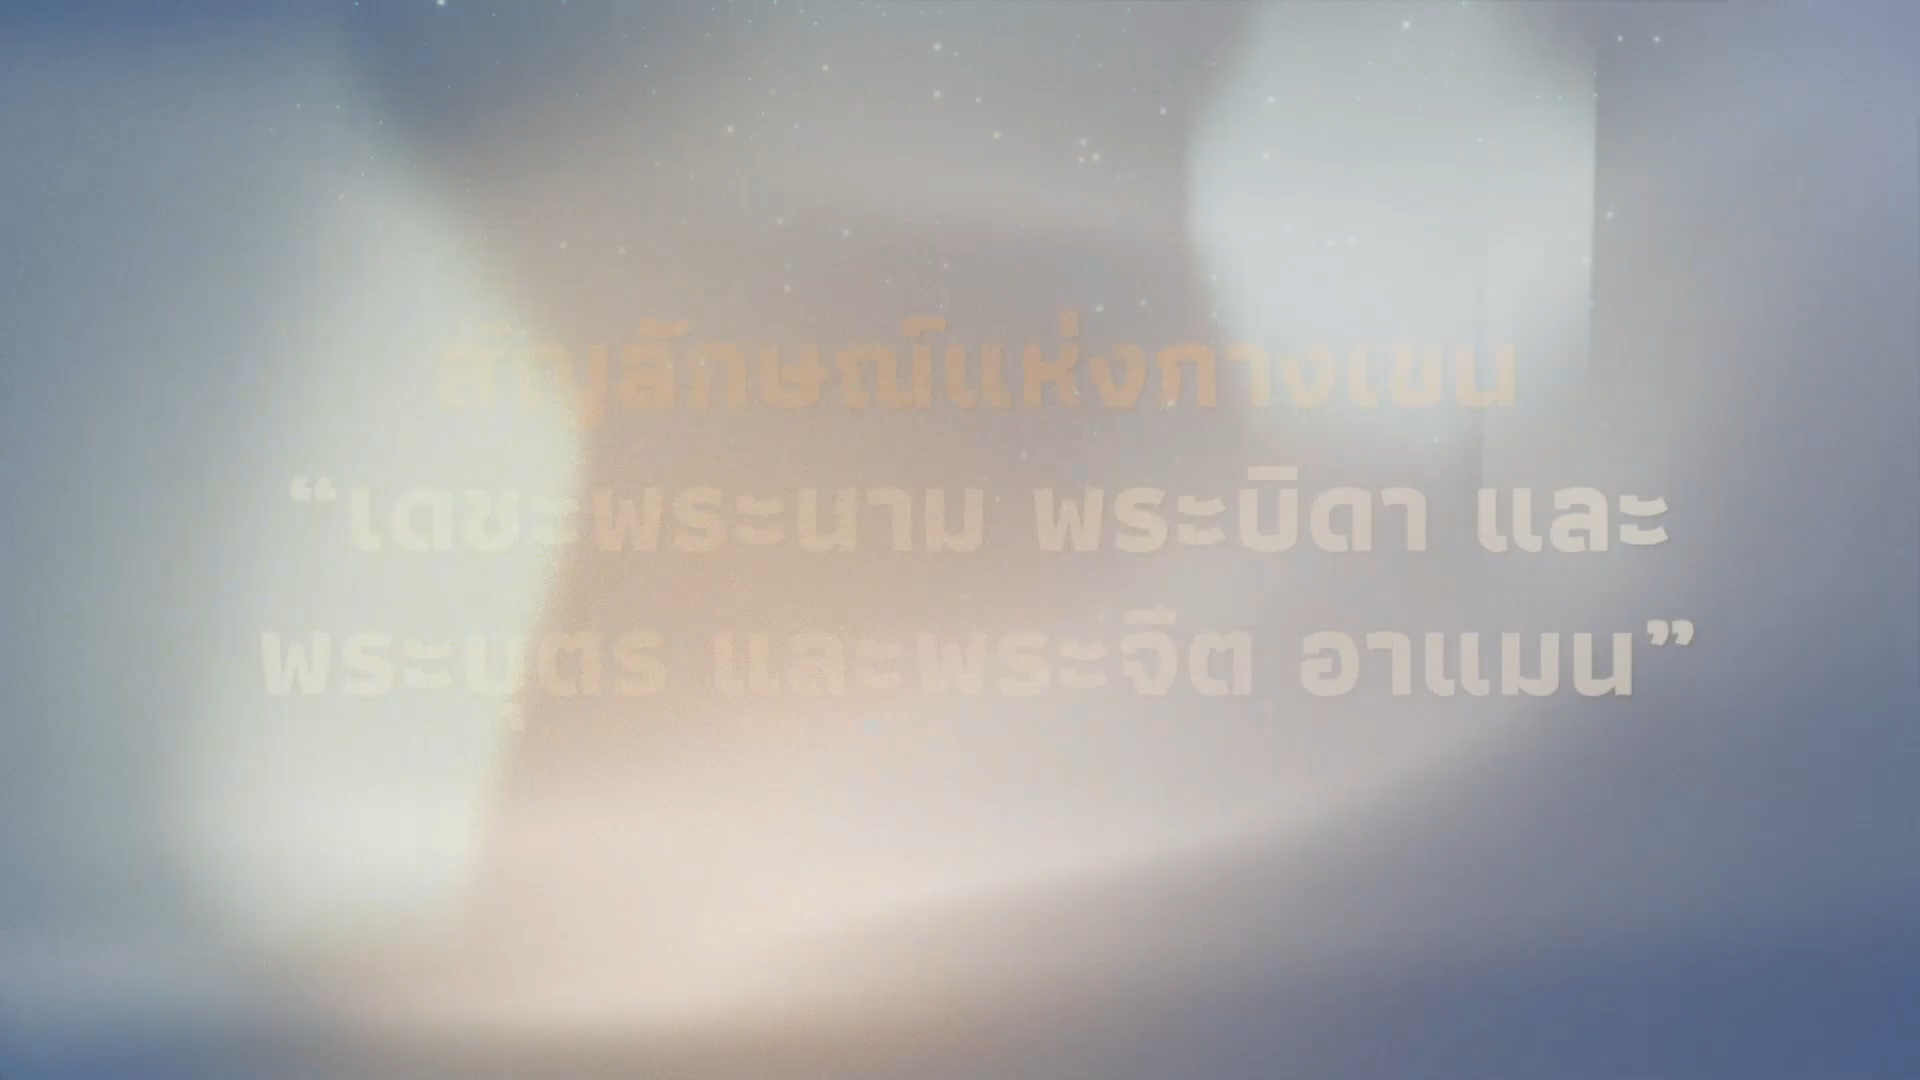 สัญลักษณ์แห่งกางเขน
“เดชะพระนาม พระบิดา และ
พระบุตร และพระจิต อาแมน”